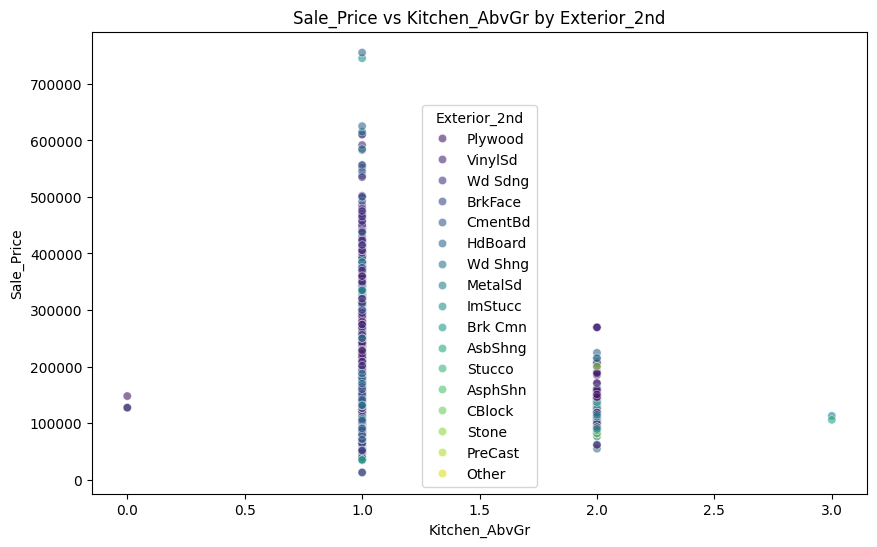 Sale_Price vs Kitchen_AbvGr by Exterior_2nd
Sale_Price
700000
600000
500000
400000
300000
200000
100000
0
Exterior_2nd
Plywood
VinylSd
Wd Sdng
BrkFace
CmentBd
HdBoard
Wd Shng
MetalSd
ImStucc
Brk Cmn
AsbShng
Stucco
AsphShn
CBlock
Stone
PreCast
Other
0.0 0.5 1.0 1.5 2.0 2.5 3.0
Kitchen_AbvGr